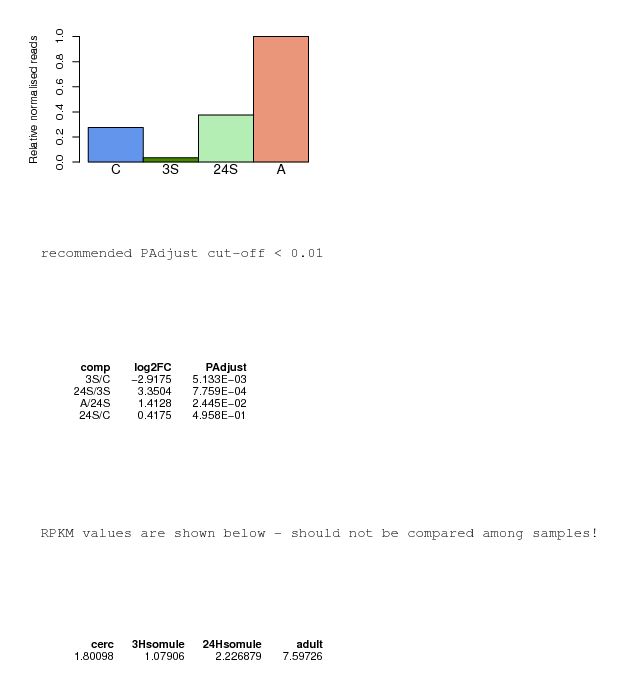 Relative normalised reads
1.0
0.8
0.6
0.4
0.2
0.0
C 3S 24S A
recommended PAdjust cut-off < 0.01
comp log2FC PAdjust
3S/C −2.9175 5.133E−03
24S/3S 3.3504 7.759E−04
A/24S 1.4128 2.445E−02
24S/C 0.4175 4.958E−01
RPKM values are shown below - should not be compared among samples!
cerc 3Hsomule 24Hsomule adult
1.80098 1.07906 2.226879 7.59726